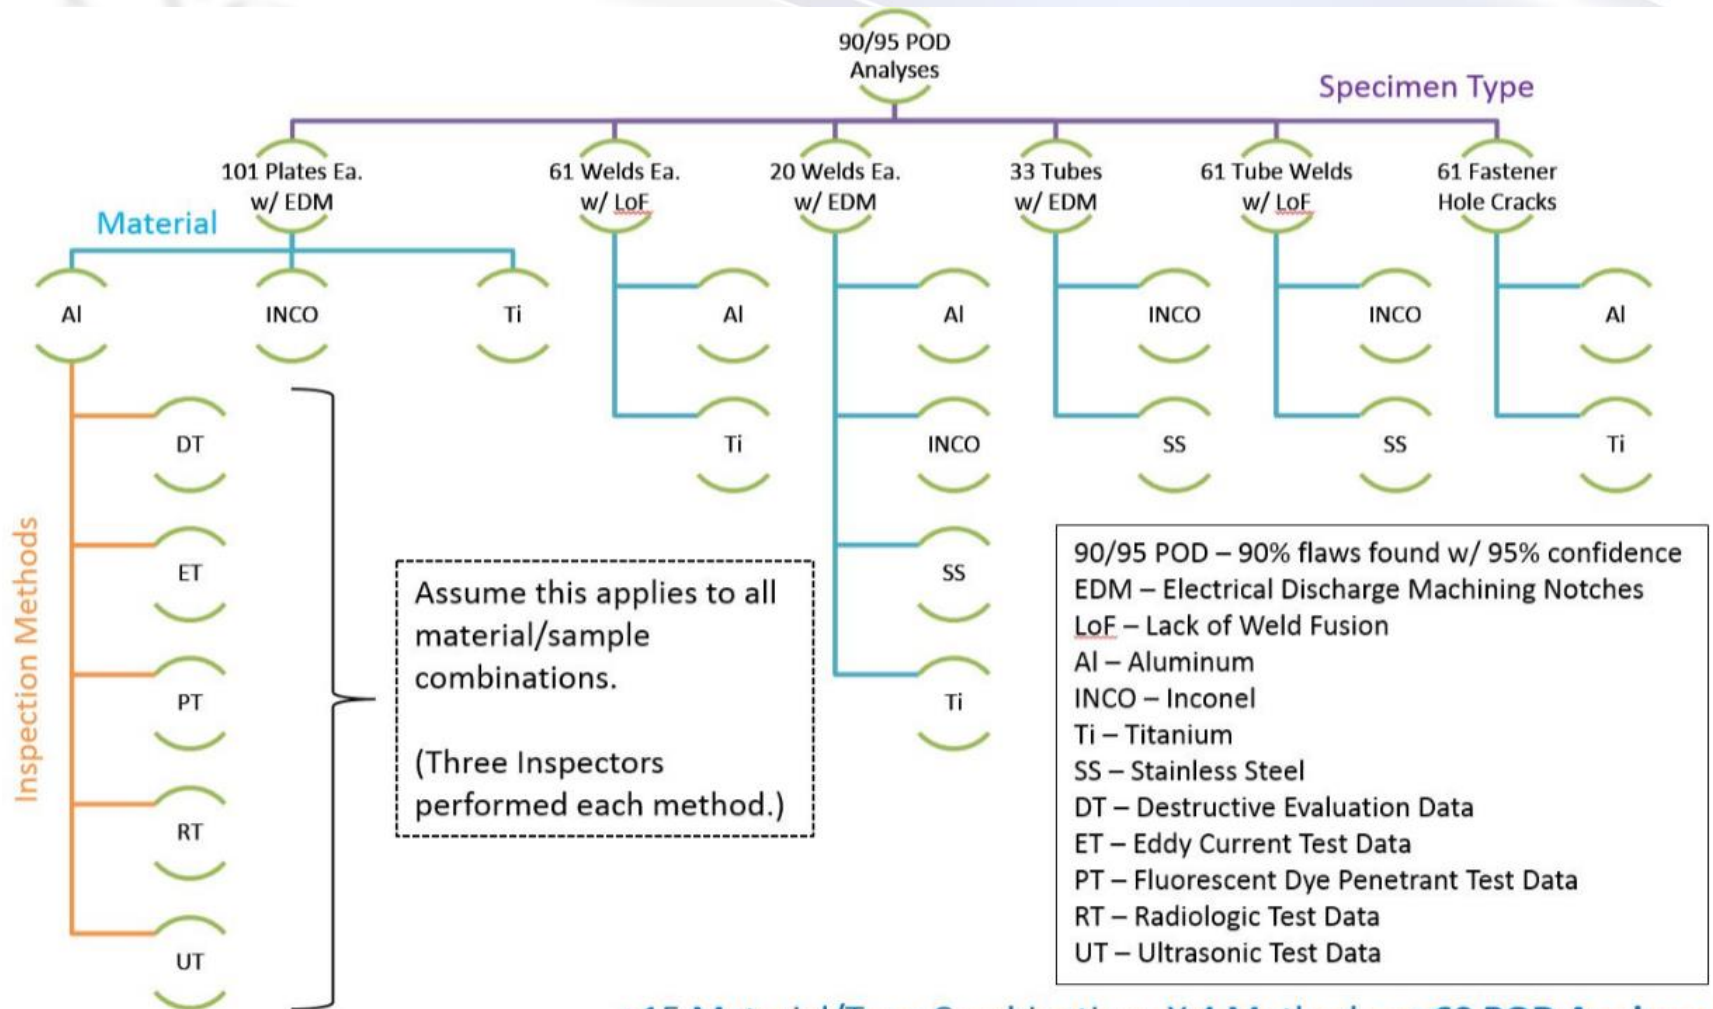 90/95 POD
Analyses
Specimen Type
101 Plates Ea.
w/ EDM
61 Welds Ea.
w/ LoF
20 Welds Ea.
w/ EDM
33 Tubes
w/ EDM
61 Tube Welds
w/ LoF
61 Fastener
Hole Cracks
Material
Al
INCO
Ti
Al
Al
INCO
INCO
Al
DT
Ti
INCO
SS
SS
Ti
Inspection Methods
ET
SS
PT
Ti
RT
UT
Assume this applies to all
material/sample
combinations.
(Three Inspectors
performed each method.)
90/95 POD – 90% flaws found w/ 95% confidence
EDM – Electrical Discharge Machining Notches
LoF – Lack of Weld Fusion
Al – Aluminum
INCO – Inconel
Ti – Titanium
SS – Stainless Steel
DT – Destructive Evaluation Data
ET – Eddy Current Test Data
PT – Fluorescent Dye Penetrant Test Data
RT – Radiologic Test Data
UT – Ultrasonic Test Data